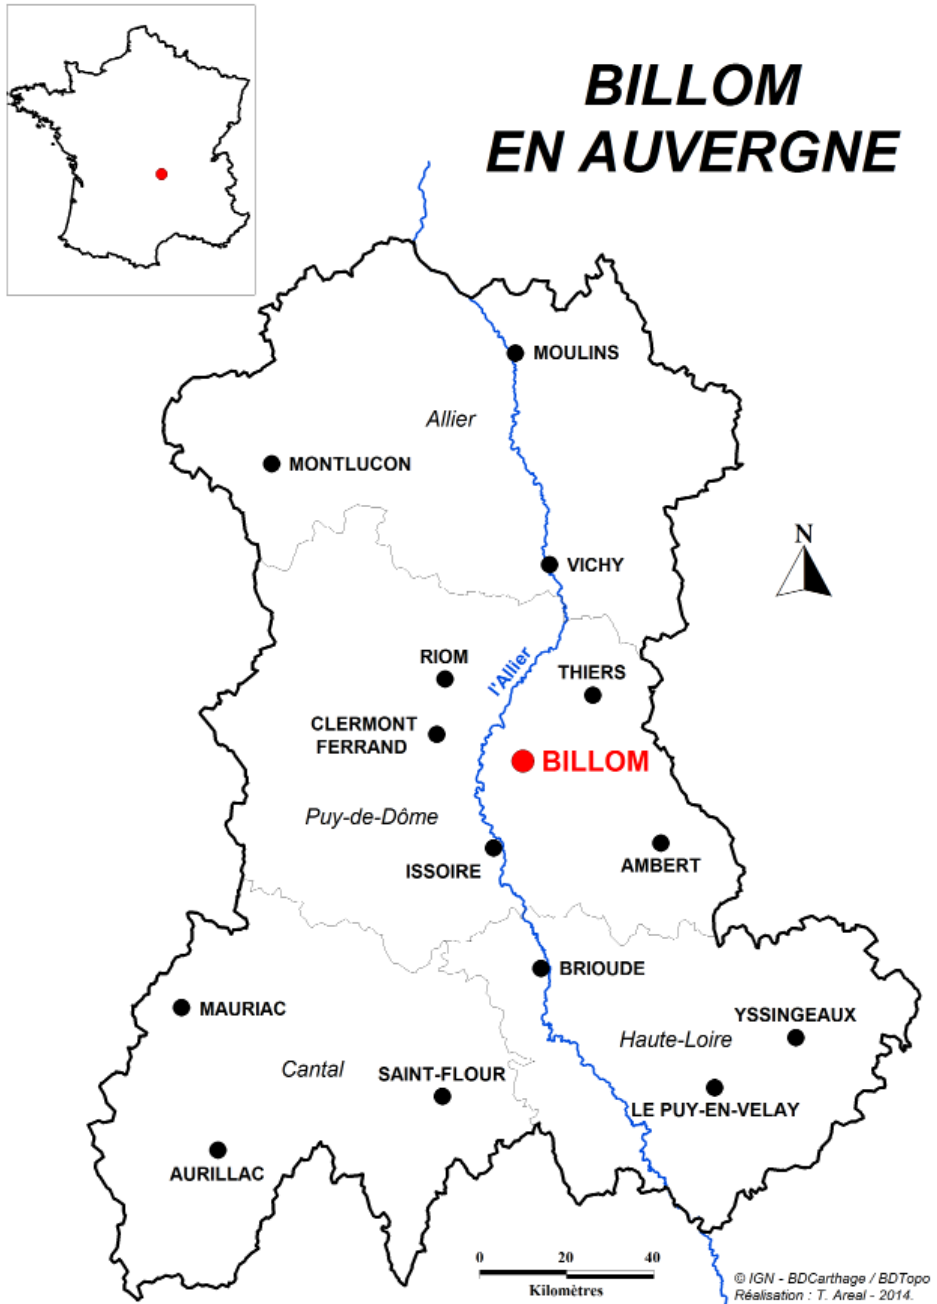 BILLOM
EN AUVERGNE
MOULINS
Allier
MONTLUCON
N
VICHY
RIOM
l'Allier
THIERS
CLERMONT
FERRAND
BILLOM
Puy-de-Dôme
ISSOIRE
AMBERT
BRIOUDE
MAURIAC
YSSINGEAUX
Haute-Loire
Cantal
SAINT-FLOUR
LE PUY-EN-VELAY
AURILLAC
0 20 40
Kilomètres
© IGN - BDCarthage / BDTopo
Réalisation : T. Areal - 2014.